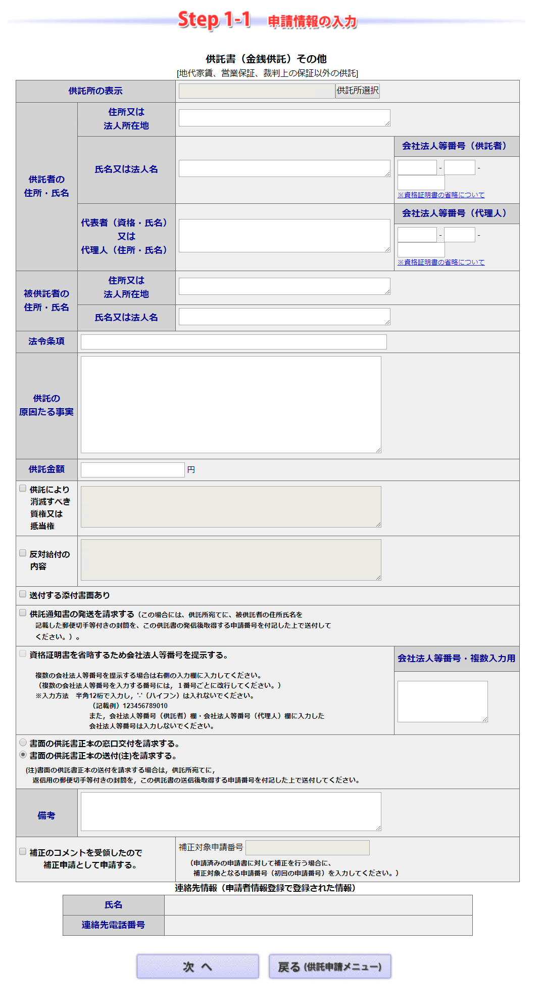 Step 1-1 申請情報の入力
供託書（金銭供託）その他
[地代家賃、営業保証、裁判上の保証以外の供託]
供託所の表示
供託所選択
供託者の
住所・氏名
住所又は
法人所在地
氏名又は法人名
会社法人等番号（供託者）
- -
※資格証明書の省略について
代表者（資格・氏名）
又は
代理人（住所・氏名）
会社法人等番号（代理人）
- -
※資格証明書の省略について
被供託者の
住所・氏名
住所又は
法人所在地
氏名又は法人名
法令条項
供託の
原因たる事実
供託金額
円
供託により
消滅すべき
質権又は
抵当権
反対給付の
内容
送付する添付書面あり
供託通知書の発送を請求する（この場合には、供託所宛てに、被供託者の住所氏名を
記載した郵便切手等付きの封筒を、この供託書の発信後取得する申請番号を付記した上で送付して
ください。）。
資格証明書を省略するため会社法人等番号を提示する。
複数の会社法人等番号を提示する場合は右側の入力欄に入力してください。
（複数の会社法人等番号を入力する番号には，１番号ごとに改行してください。）
※入力方法　半角12桁で入力し，'-'（ハイフン）は入れないでください。
（記載例）123456789010
また，会社法人等番号（供託者）欄・会社法人等番号（代理人）欄に入力した
会社法人等番号は入力しないでください。
会社法人等番号・複数入力用
書面の供託書正本の窓口交付を請求する。
書面の供託書正本の送付(注)を請求する。
(注)書面の供託書正本の送付を請求する場合は，供託所宛てに，
返信用の郵便切手等付きの封筒を，この供託書の送信後取得する申請番号を付記した上で送付してください。
備考
補正のコメントを受領したので
補正申請として申請する。
補正対象申請番号
（申請済みの申請書に対して補正を行う場合に、
補正対象となる申請番号（初回の申請番号）を入力してください。）
連絡先情報（申請者情報登録で登録された情報）
氏名
連絡先電話番号
次 へ
戻る (供託申請メニュー)